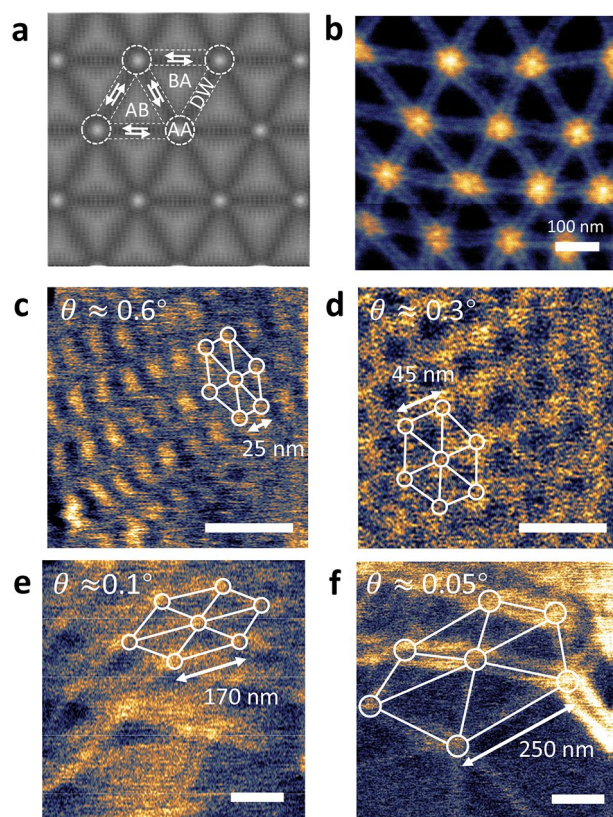 a
BA
DW
AB
AA
b
100 nm
c
θ ≈ 0.6°
25 nm
d
θ ≈ 0.3°
45 nm
e
θ ≈0.1°
170 nm
f
θ ≈ 0.05°
250 nm